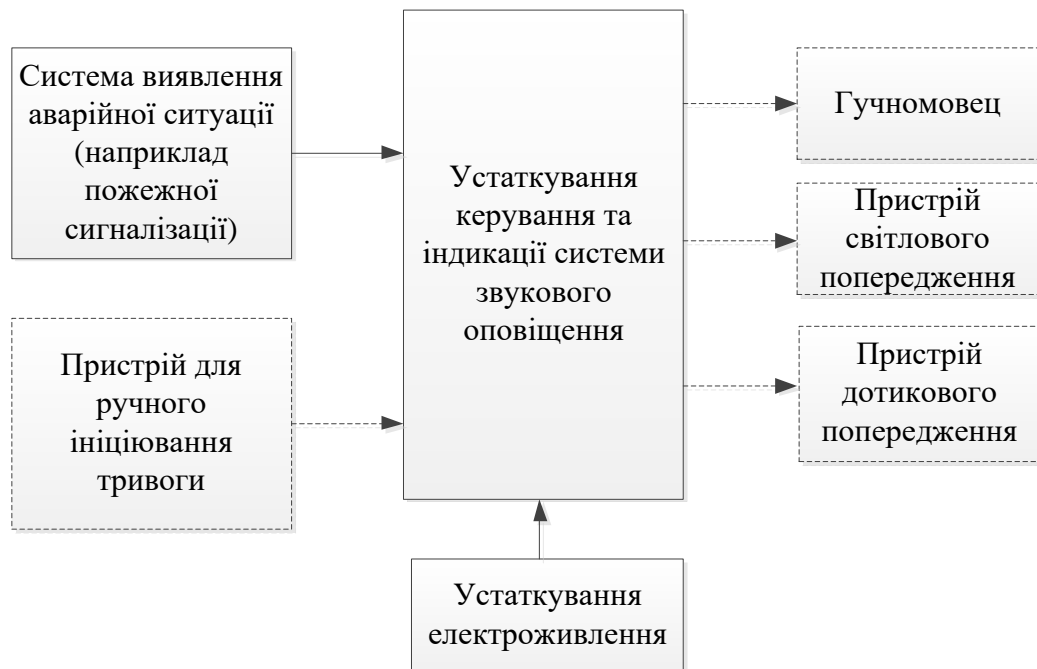 Система виявлення
аварійної ситуації
(наприклад
пожежної
сигналізації)
Пристрій для
ручного
ініціювання
тривоги
Устаткування
керування та
індикації системи
звукового
оповіщення
Устаткування
електроживлення
Гучномовец
Пристрій
світлового
попередження
Пристрій
дотикового
попередження